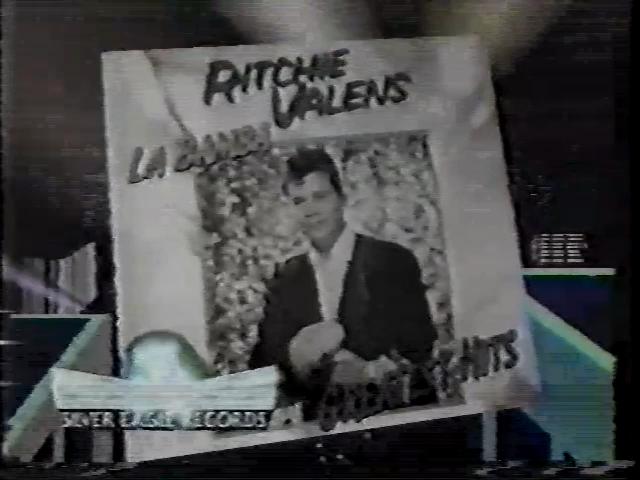 RITCHIE
VALENS
LA BAMBA
GREATEST HITS
SILVER EAGLE RECORDS